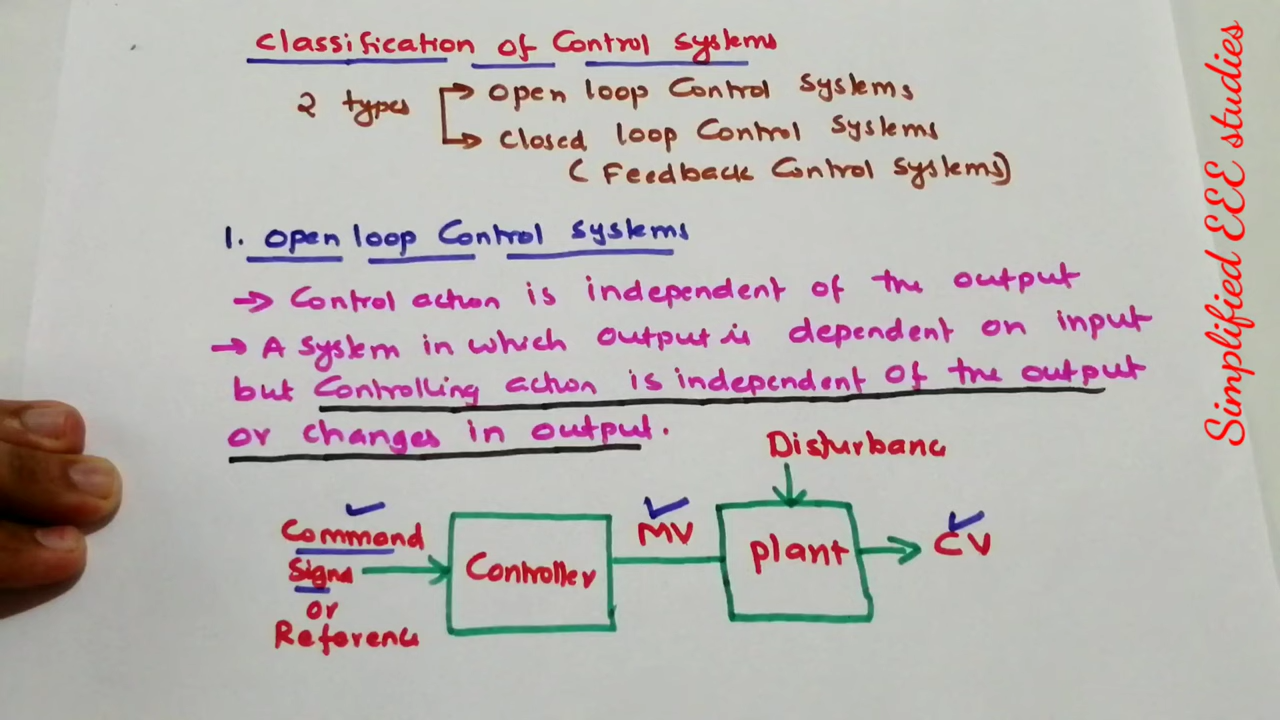 Classification of Control systems
2 types
Open loop Control Systems
Closed loop Control Systems
(Feedback Control Systems)
1. Open loop Control Systems
→ Control action is independent of the output
→ A System in which output is dependent on input
but Controlling action is independent of the output
or changes in output.
Disturbanc
Command
Signa
or
Referenc
Controller
MV
plant
CV
Simplified EEE studies